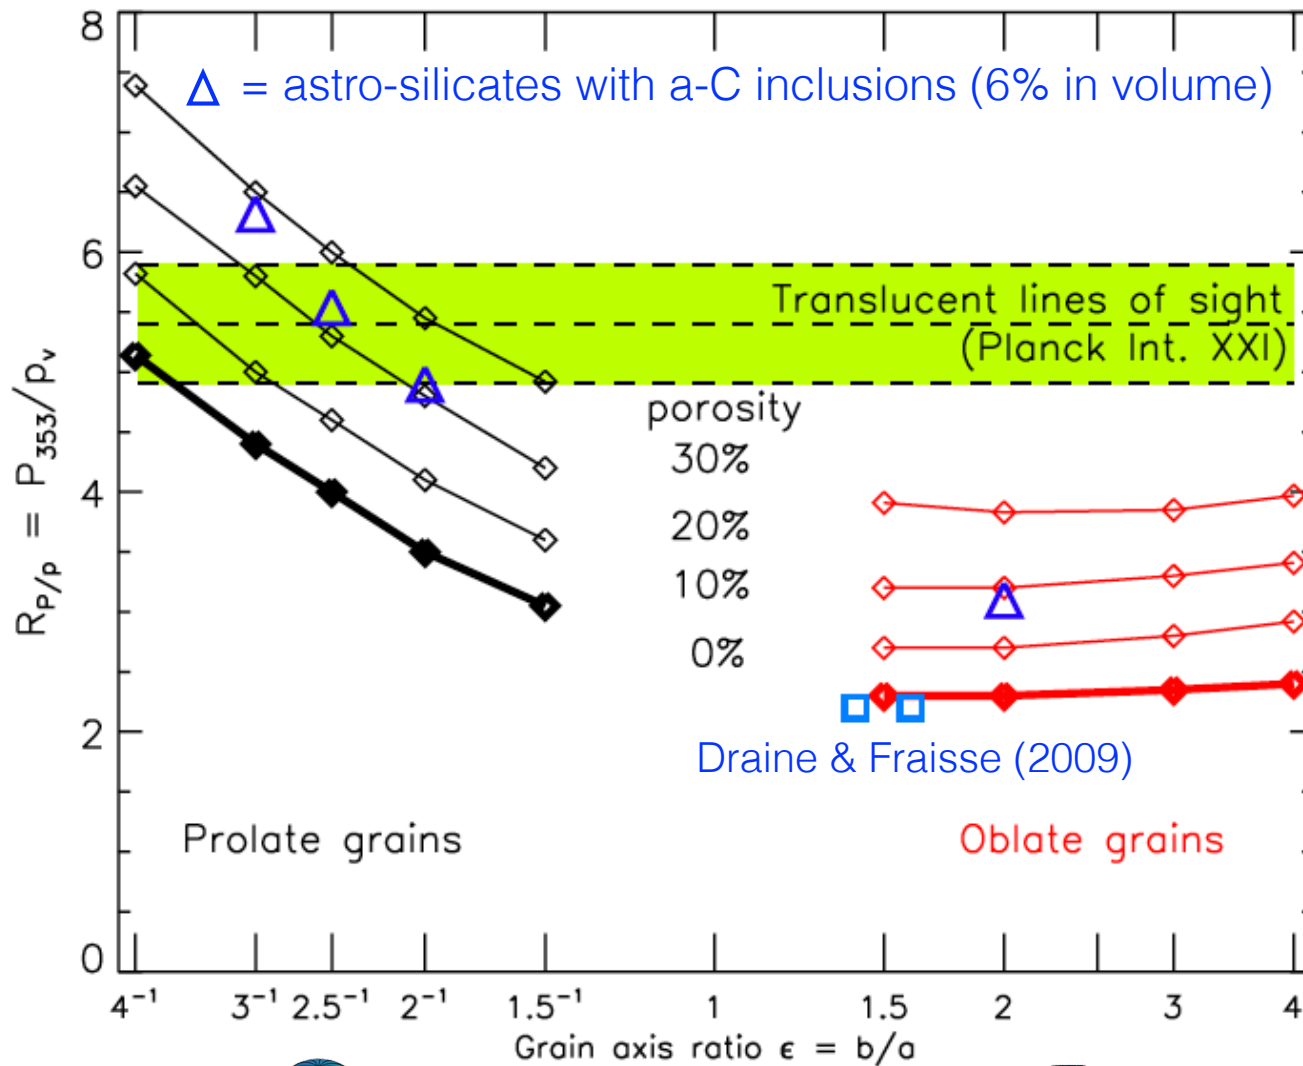 8
△ = astro-silicates with a-C inclusions (6% in volume)
6
Translucent lines of sight
(Planck Int. XXI)
porosity
30%
4
20%
10%
0%
2
Draine & Fraisse (2009)
Prolate grains
Oblate grains
0
R_P/p = P_353/p_v
4⁻¹ 3⁻¹ 2.5⁻¹ 2⁻¹ 1.5⁻¹ 1 1.5 2 3 4
Grain axis ratio ϵ = b/a